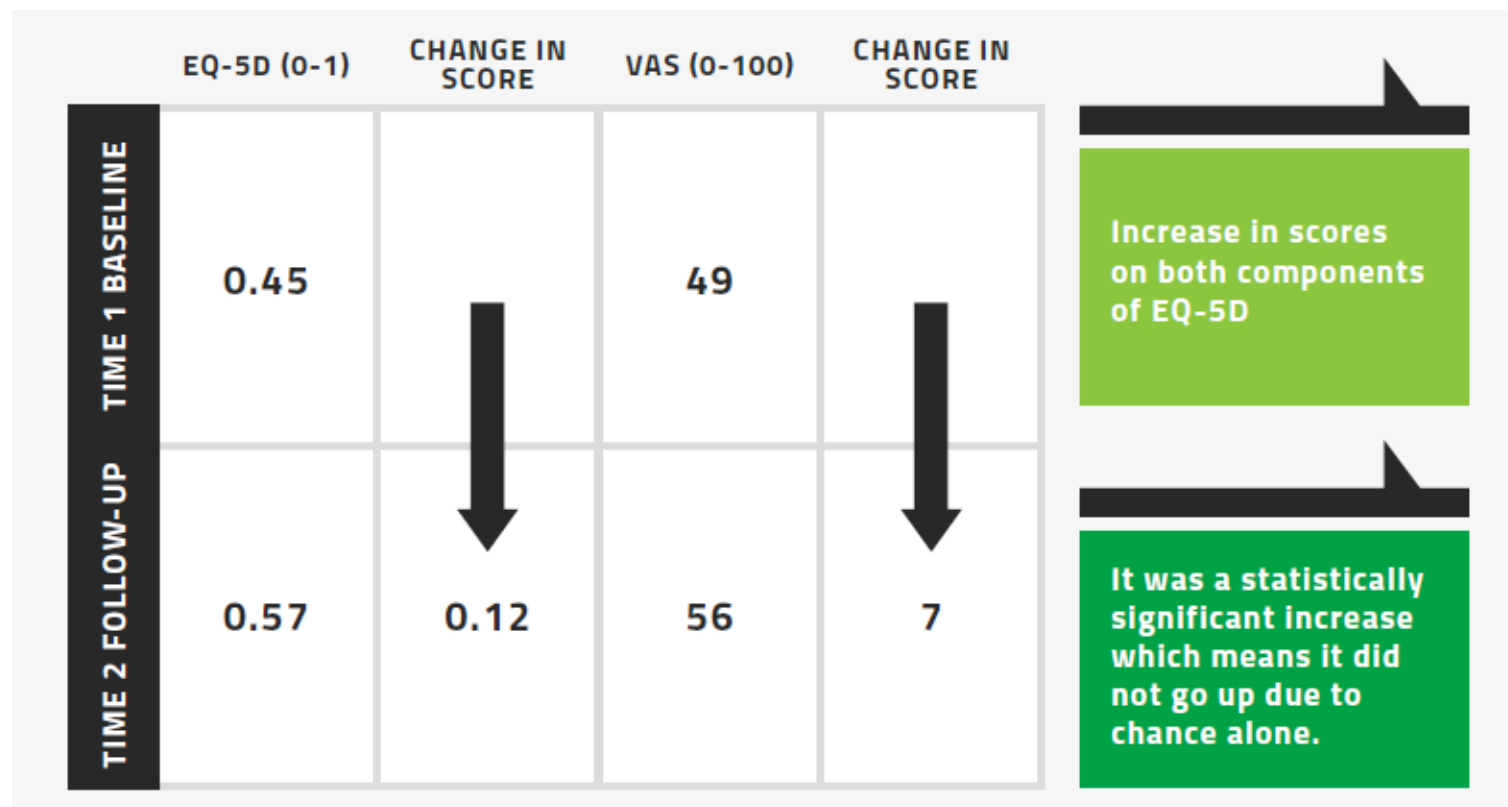 EQ-5D (0-1)
CHANGE IN
SCORE
VAS (0-100)
CHANGE IN
SCORE
TIME 1 BASELINE
0.45
49
TIME 2 FOLLOW-UP
0.57
0.12
56
7
Increase in scores
on both components
of EQ-5D
It was a statistically
significant increase
which means it did
not go up due to
chance alone.